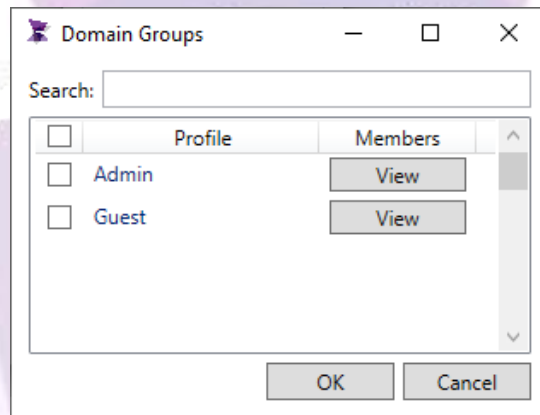 Domain Groups
Search:
Profile Members
Admin View
Guest View
OK Cancel